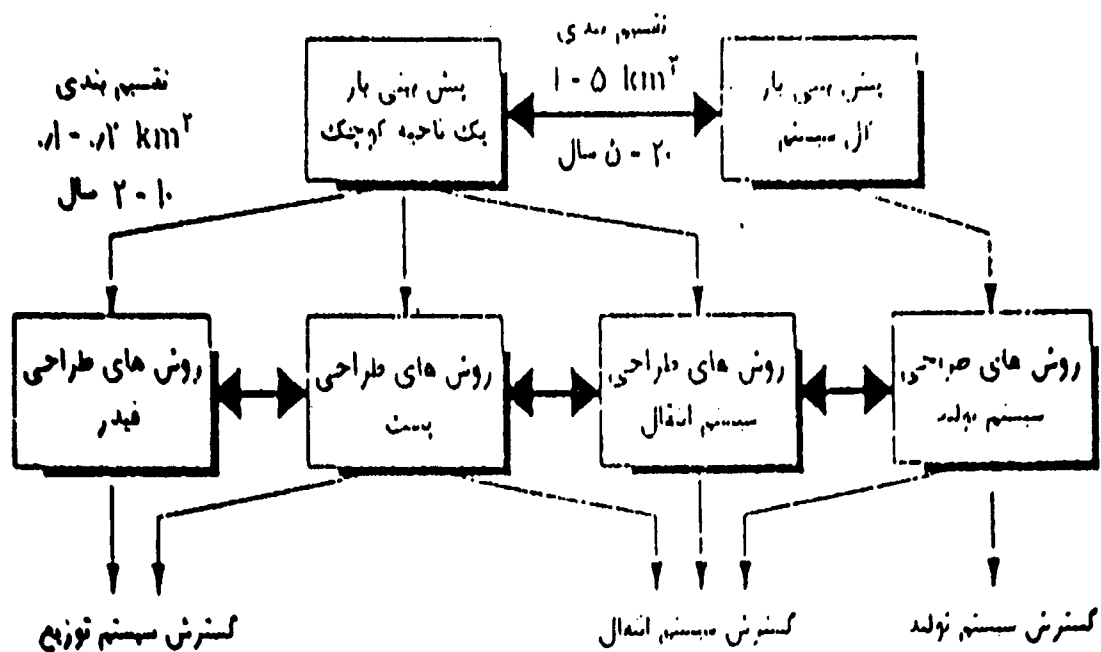 تقسیم بندی
۱ - ۵ km²
۲۰ - ۵ سال
پیش بینی بار
کل سیستم
پیش بینی بار
یک ناحیه کوچک
تقسیم بندی
km²
۲ - ۱۰ سال
روش های طراحی
سیستم تولید
روش های طراحی
سیستم انتقال
روش های طراحی
پست
روش های طراحی
فیدر
گسترش سیستم تولید
گسترش سیستم انتقال
گسترش سیستم توزیع